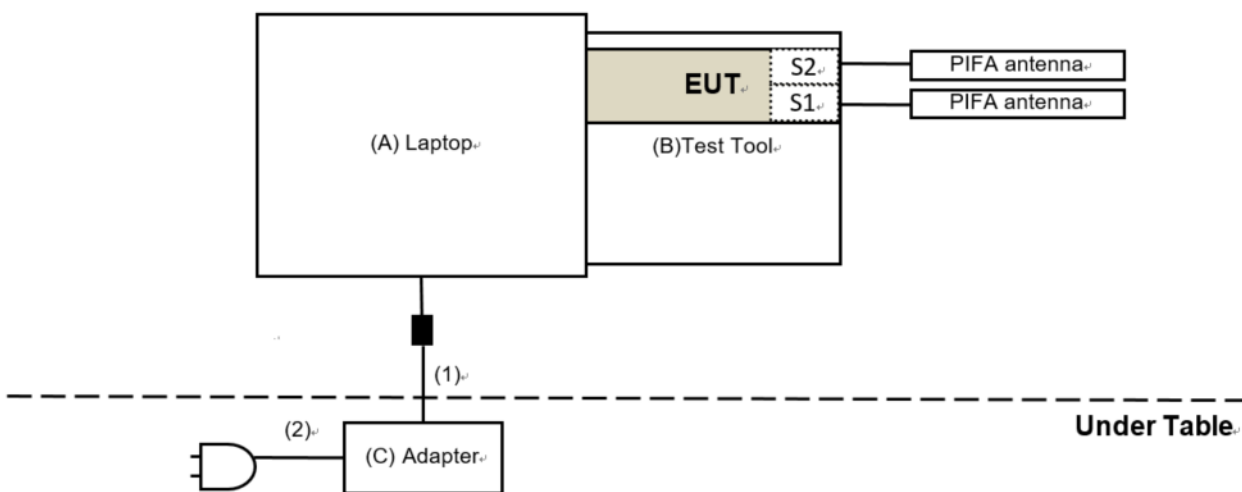 S2
PIFA antenna
EUT
S1
PIFA antenna
(A) Laptop
(B)Test Tool
(1)
Under Table
(2)
(C) Adapter